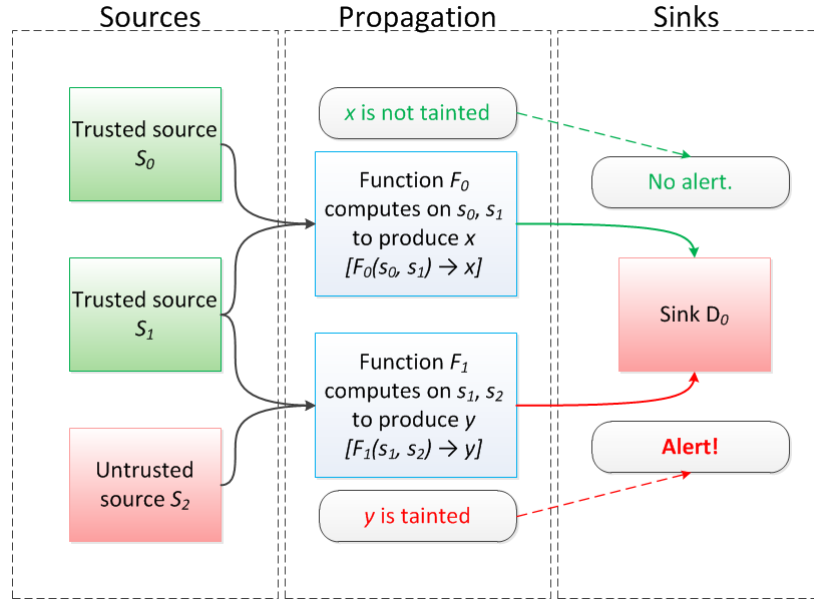 Sources
Propagation
Sinks
Trusted source
S₀
Trusted source
S₁
Untrusted
source S₂
x is not tainted
Function F₀
computes on s₀, s₁
to produce x
[F₀(s₀, s₁) → x]
Function F₁
computes on s₁, s₂
to produce y
[F₁(s₁, s₂) → y]
y is tainted
No alert.
Sink D₀
Alert!